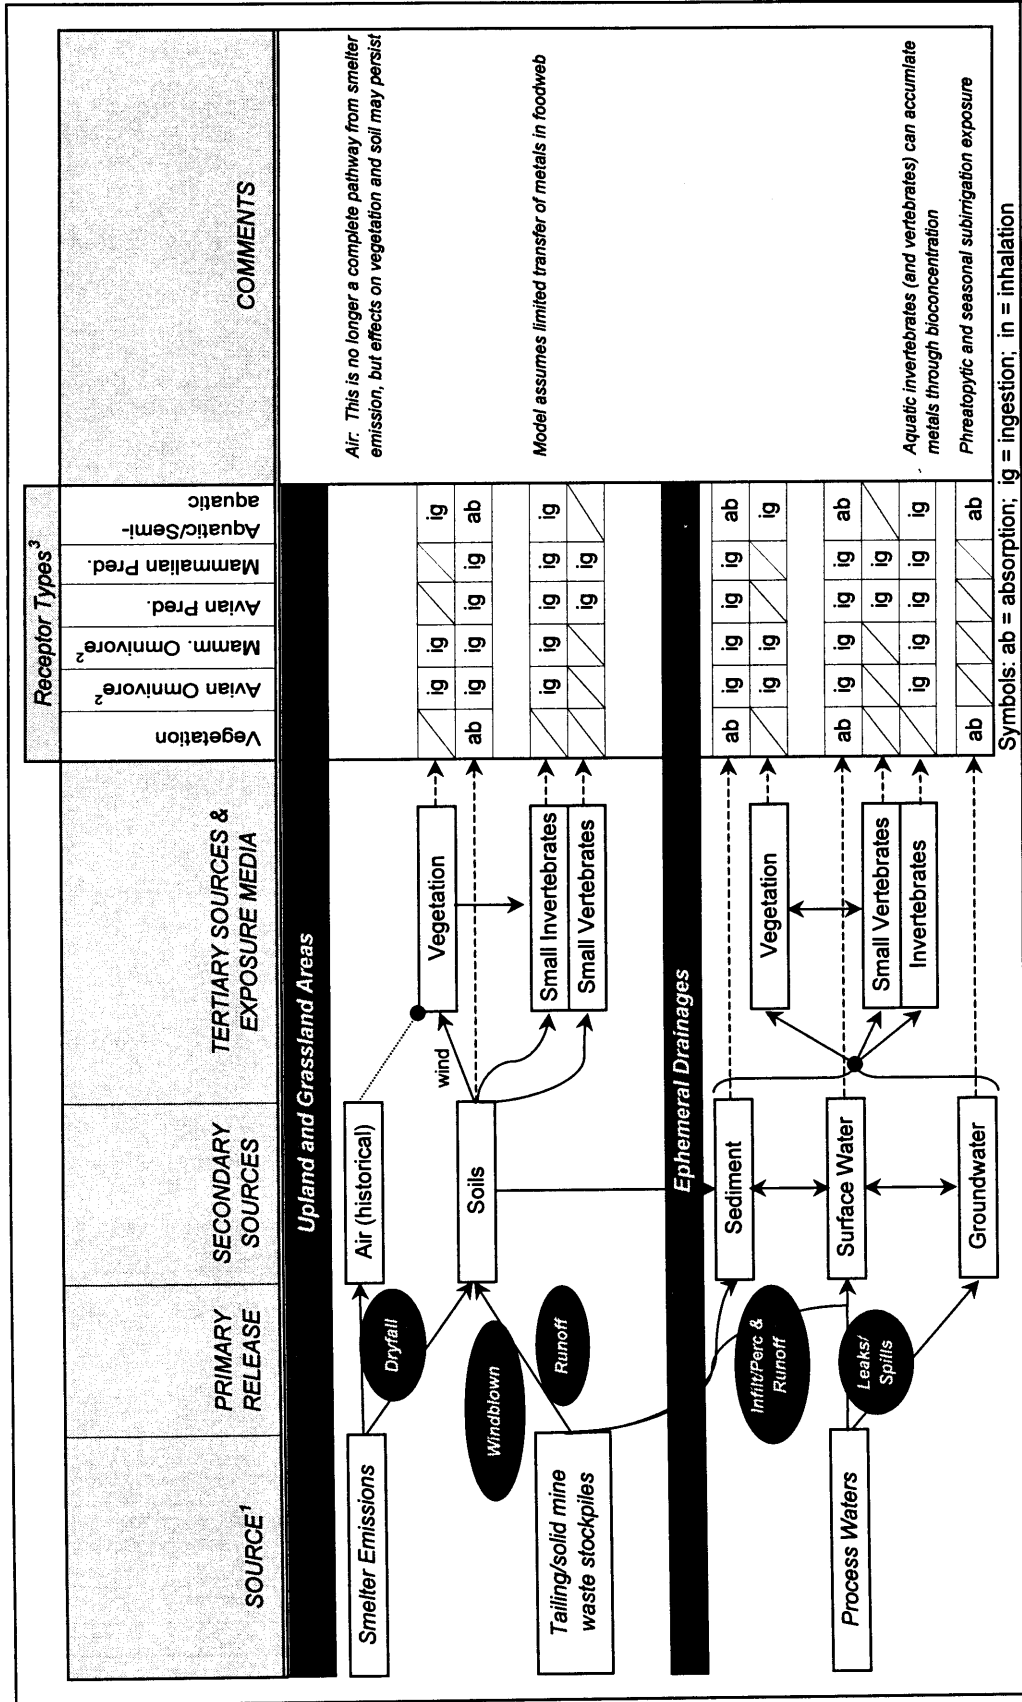 Receptor Types3
SOURCE1
PRIMARY
RELEASE
SECONDARY
SOURCES
TERTIARY SOURCES &
EXPOSURE MEDIA
Vegetation
Avian Omnivore2
Mamm. Omnivore2
Avian Pred.
Mammalian Pred.
Aquatic/Semi-
aquatic
COMMENTS
Upland and Grassland Areas
Smelter Emissions
Dryfall
Air (historical)
Air: This is no longer a complete pathway from smelter
emission, but effects on vegetation and soil may persist
Vegetation
ig ig ig
wind
Windblown
Soils
ab ig ig ig ig ab
Tailing/solid mine
waste stockpiles
Runoff
Small Invertebrates
ig ig ig ig ig
Model assumes limited transfer of metals in foodweb
Small Vertebrates
ig ig
Ephemeral Drainages
Sediment
ab ig ig ig ig ab
Infilt/Perc &
Runoff
Vegetation
ig ig ig
Process Waters
Surface Water
ab ig ig ig ig ab
Leaks/
Spills
Small Vertebrates
ig ig
Invertebrates
ig ig ig ig ig
Aquatic invertebrates (and vertebrates) can accumlate
metals through bioconcentration
Groundwater
ab ab
Phreatopytic and seasonal subirrigation exposure
Symbols: ab = absorption; ig = ingestion; in = inhalation